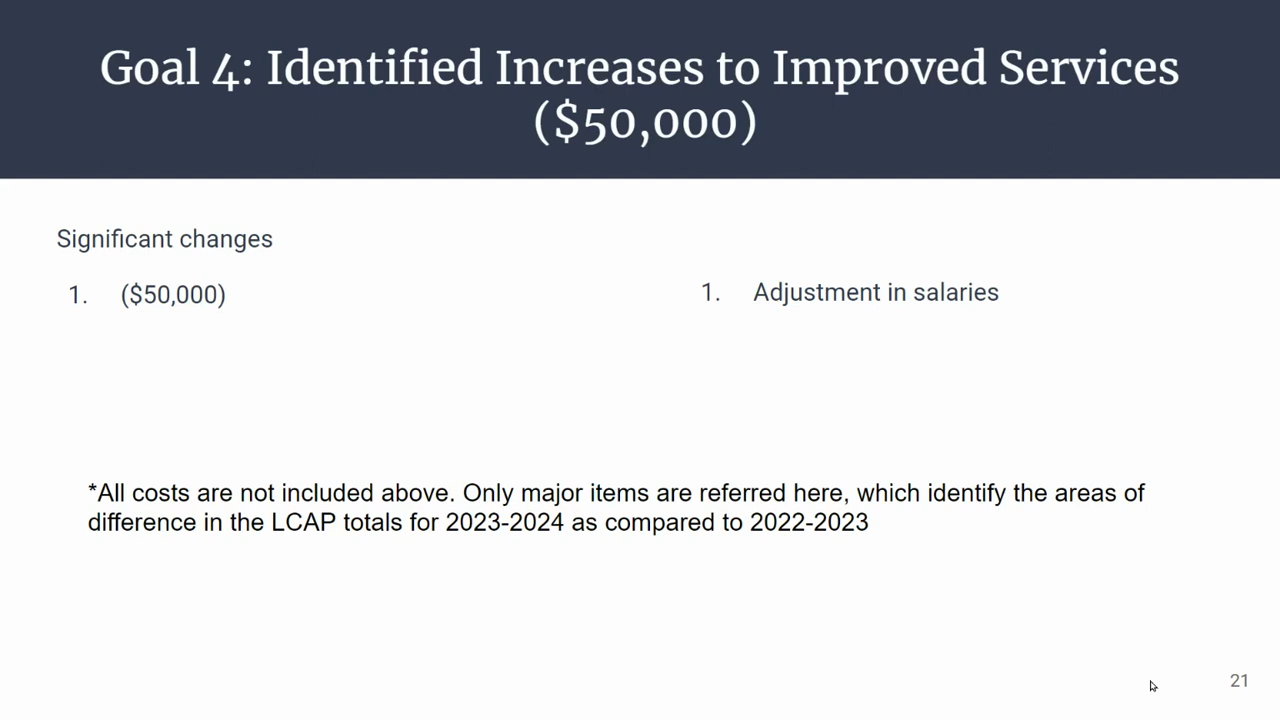 Goal 4: Identified Increases to Improved Services
($50,000)
Significant changes
1. ($50,000)
1. Adjustment in salaries
*All costs are not included above. Only major items are referred here, which identify the areas of
difference in the LCAP totals for 2023-2024 as compared to 2022-2023
21